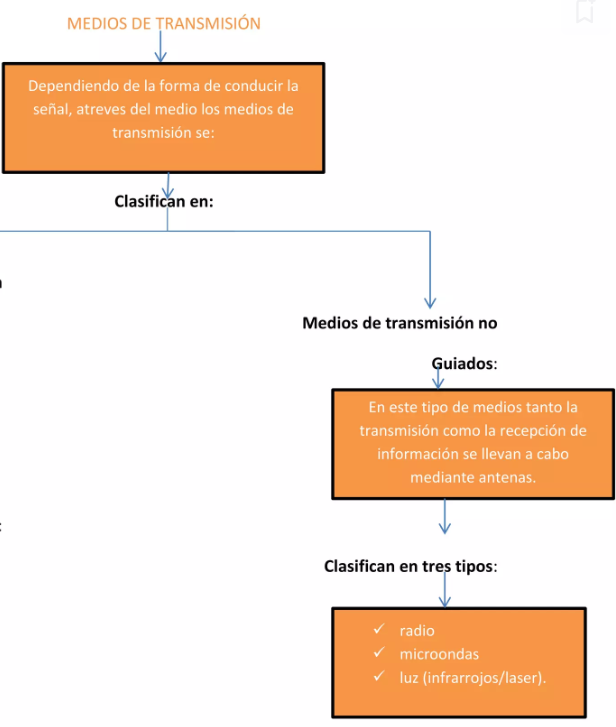 MEDIOS DE TRANSMISIÓN
Dependiendo de la forma de conducir la
señal, atreves del medio los medios de
transmisión se:
Clasifican en:
Medios de transmisión no
Guiados:
En este tipo de medios tanto la
transmisión como la recepción de
información se llevan a cabo
mediante antenas.
Clasifican en tres tipos:
✓ radio
✓ microondas
✓ luz (infrarrojos/laser).